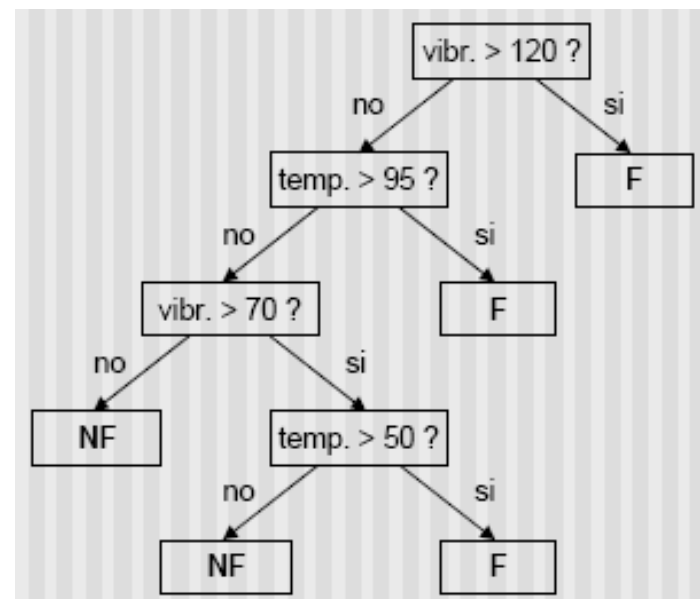 vibr. > 120 ?
no
si
temp. > 95 ?
F
no
si
vibr. > 70 ?
F
no
si
NF
temp. > 50 ?
no
si
NF
F